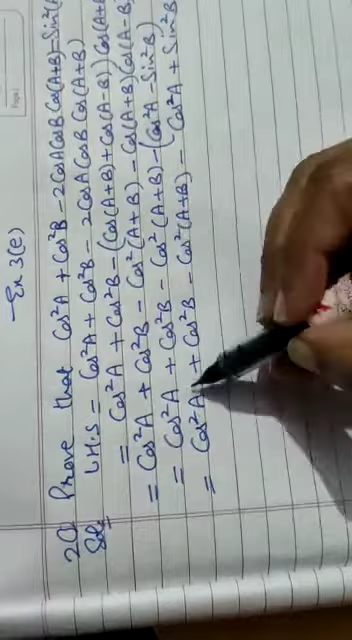 Ex 3(e)
20 Prove that Cos²A + Cos²B - 2CosACosB Cos(A+B) = Sin²(A
Sol: LHS = Cos²A + Cos²B - 2CosA CosB Cos(A+B)
= Cos²A + Cos²B - (Cos(A+B) + Cos(A-B)) Cos(A+B
= Cos²A + Cos²B - Cos²(A+B) - Cos(A+B) Cos(A-B
= Cos²A + Cos²B - Cos²(A+B) - (Cos²A - Sin²B)
= Cos²A + Cos²B - Cos²(A+B) - Cos²A + Sin²B